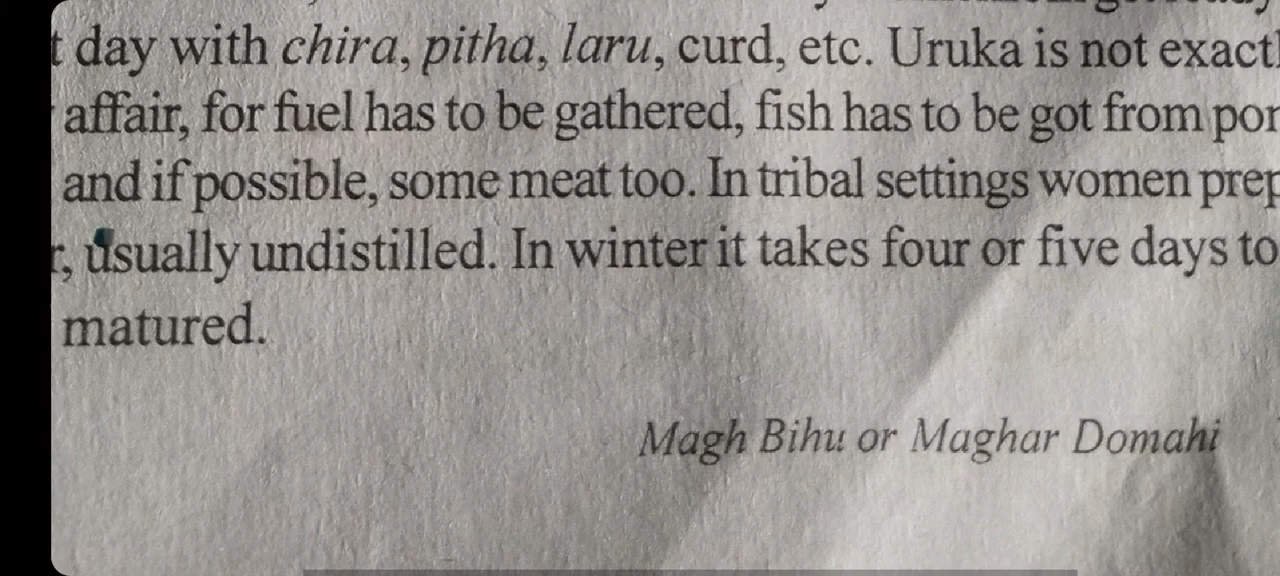 day with chira, pitha, laru, curd, etc. Uruka is not
affair, for fuel has to be gathered, fish has to be got from
and if possible, some meat too. In tribal settings women
usually undistilled. In winter it takes four or five days to
matured.
Magh Bihu or Maghar Domahi